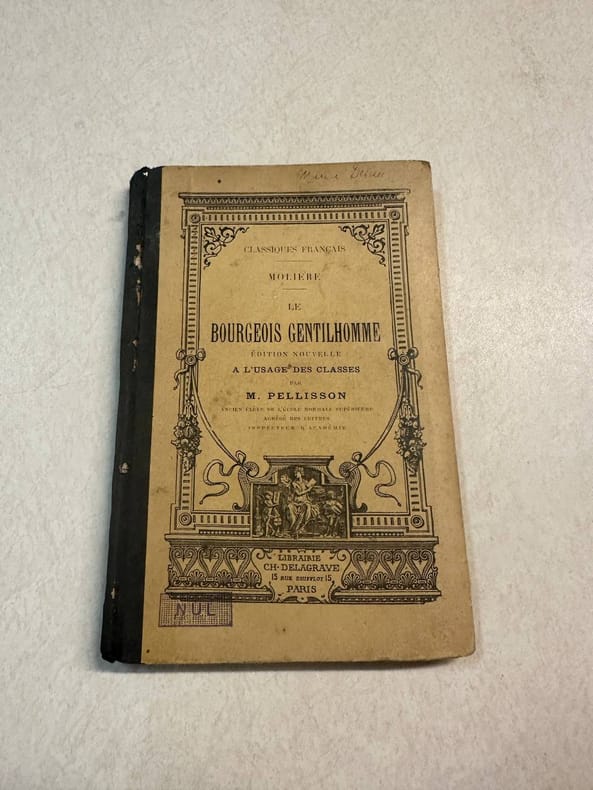 CLASSIQUES FRANÇAIS
MOLIÈRE
LE
BOURGEOIS GENTILHOMME
ÉDITION NOUVELLE
A L'USAGE DES CLASSES
PAR
M. PELLISSON
ANCIEN ÉLÈVE DE L'ÉCOLE NORMALE SUPÉRIEURE
AGRÉGÉ DES LETTRES
INSPECTEUR D'ACADÉMIE
LIBRAIRIE
CH. DELAGRAVE
15 RUE SOUFFLOT 15
PARIS
NUL